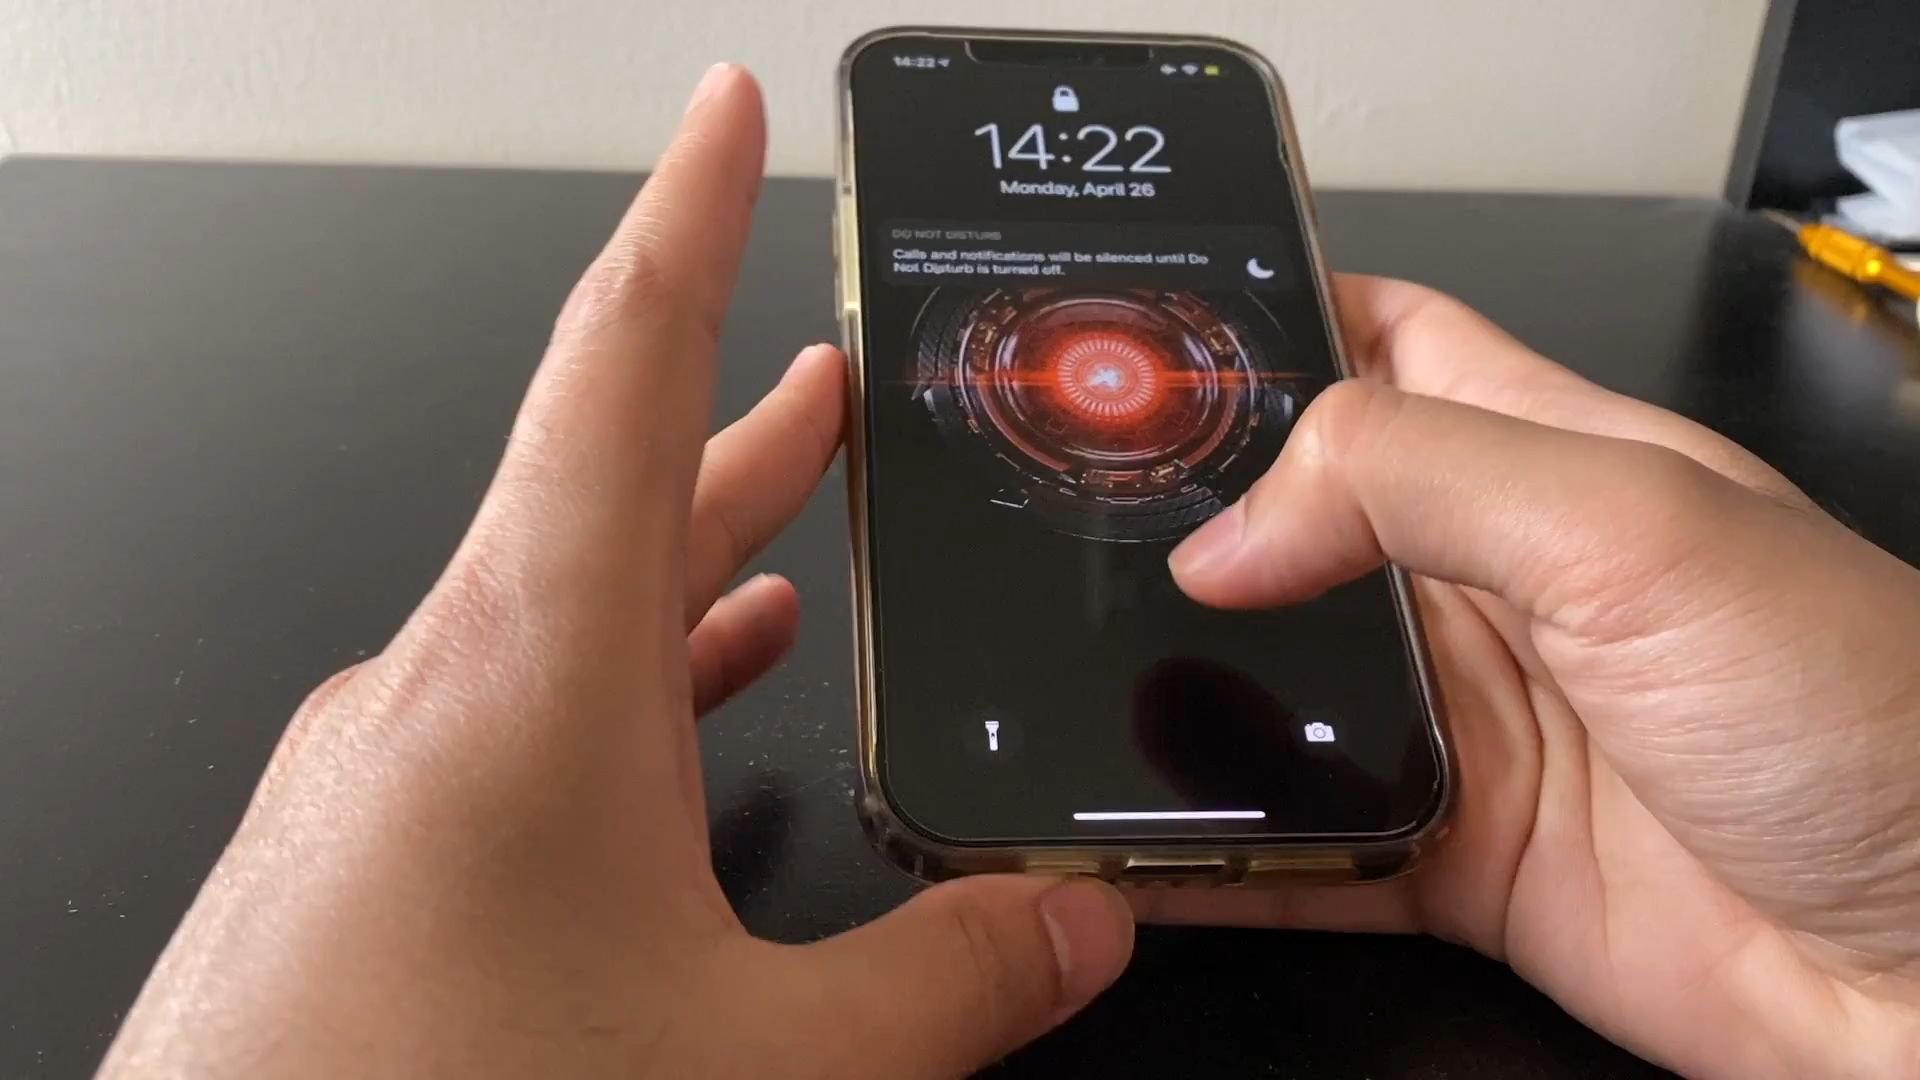 14:22
14:22
Monday, April 26
DO NOT DISTURB
Calls and notifications will be silenced until Do
Not Disturb is turned off.